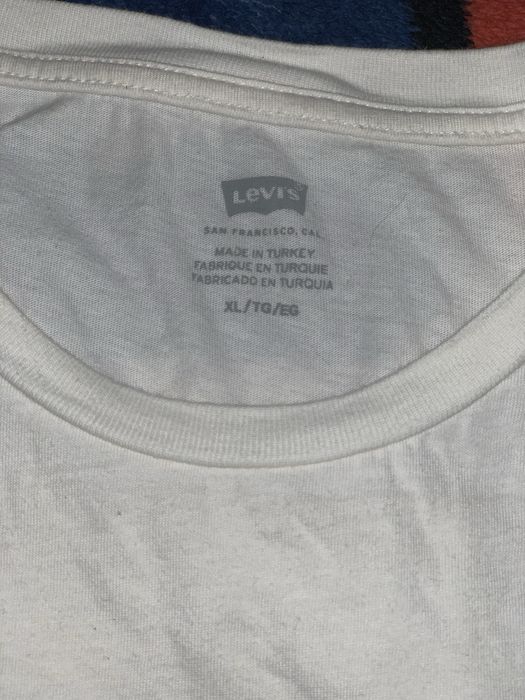 Levi's
SAN FRANCISCO, CAL.
MADE IN TURKEY
FABRIQUE EN TURQUIE
FABRICADO EN TURQUIA
XL/TG/EG